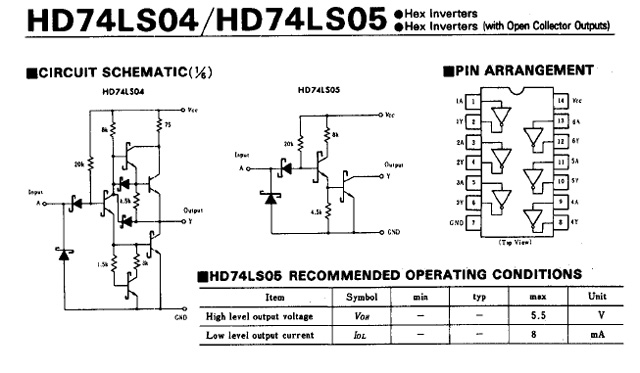 HD74LS04/HD74LS05 ●Hex Inverters
●Hex Inverters (with Open Collector Outputs)
■CIRCUIT SCHEMATIC(1/6)
HD74LS04
Vcc
8k
75
20k
Input
A
4.5k
Output
Y
1.5k
3k
GND
HD74LS05
Vcc
20k
8k
Input
A
Output
Y
4.5k
GND
■PIN ARRANGEMENT
1A 1 14 Vcc
1Y 2 13 6A
2A 3 12 6Y
2Y 4 11 5A
3A 5 10 5Y
3Y 6 9 4A
GND 7 8 4Y
(Top View)
■HD74LS05 RECOMMENDED OPERATING CONDITIONS
Item Symbol min typ max Unit
High level output voltage VOH − − 5.5 V
Low level output current IOL − − 8 mA